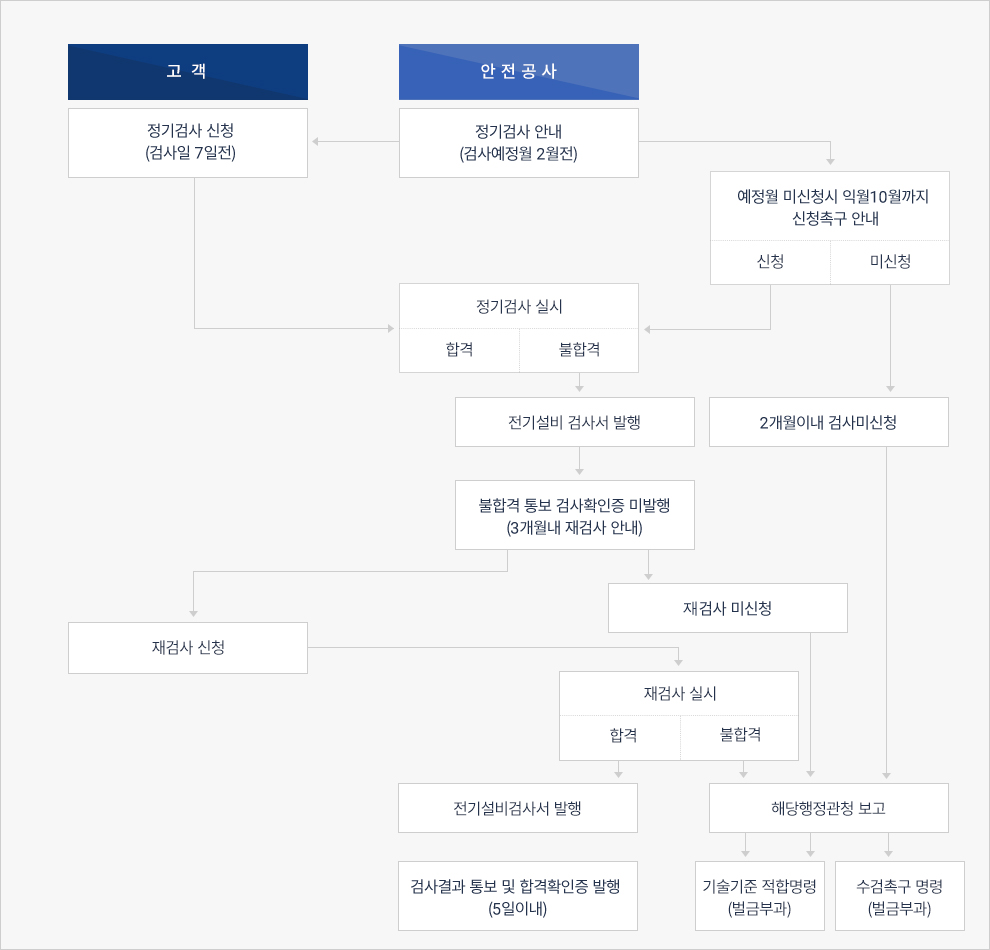 고 객
안 전 공 사
정기검사 신청
(검사일 7일전)
정기검사 안내
(검사예정월 2월전)
예정월 미신청시 익월10월까지
신청촉구 안내
신청
미신청
정기검사 실시
합격
불합격
전기설비 검사서 발행
2개월이내 검사미신청
불합격 통보 검사확인증 미발행
(3개월내 재검사 안내)
재검사 미신청
재검사 신청
재검사 실시
합격
불합격
전기설비검사서 발행
해당행정관청 보고
검사결과 통보 및 합격확인증 발행
(5일이내)
기술기준 적합명령
(벌금부과)
수검촉구 명령
(벌금부과)